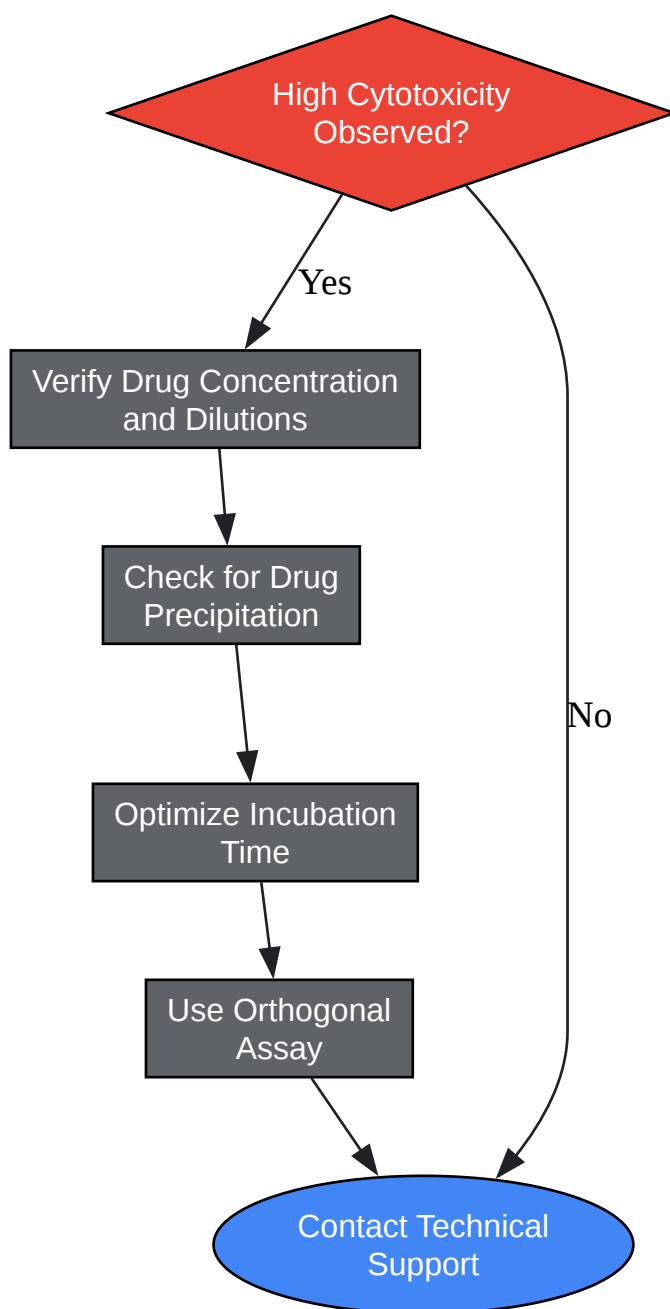 High Cytotoxicity
Observed?
Yes
Verify Drug Concentration
and Dilutions
Check for Drug
Precipitation
No
Optimize Incubation
Time
Use Orthogonal
Assay
Contact Technical
Support